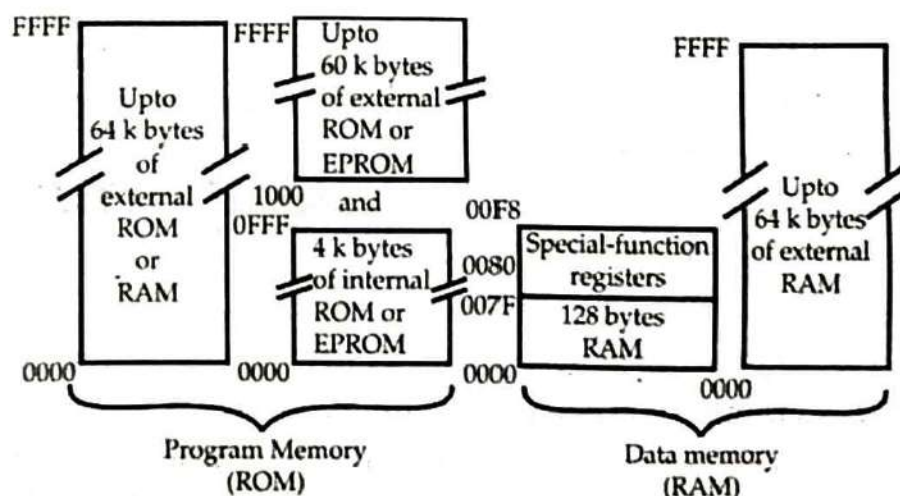 FFFF
Upto
64 k bytes
of
external
ROM
or
RAM
0000
FFFF
Upto
60 k bytes
of external
ROM or
EPROM
1000
and
0FFF
4 k bytes
of internal
ROM or
EPROM
0000
Program Memory
(ROM)
00F8
Special-function
registers
0080
007F
128 bytes
RAM
0000
FFFF
Upto
64 k bytes
of external
RAM
0000
Data memory
(RAM)